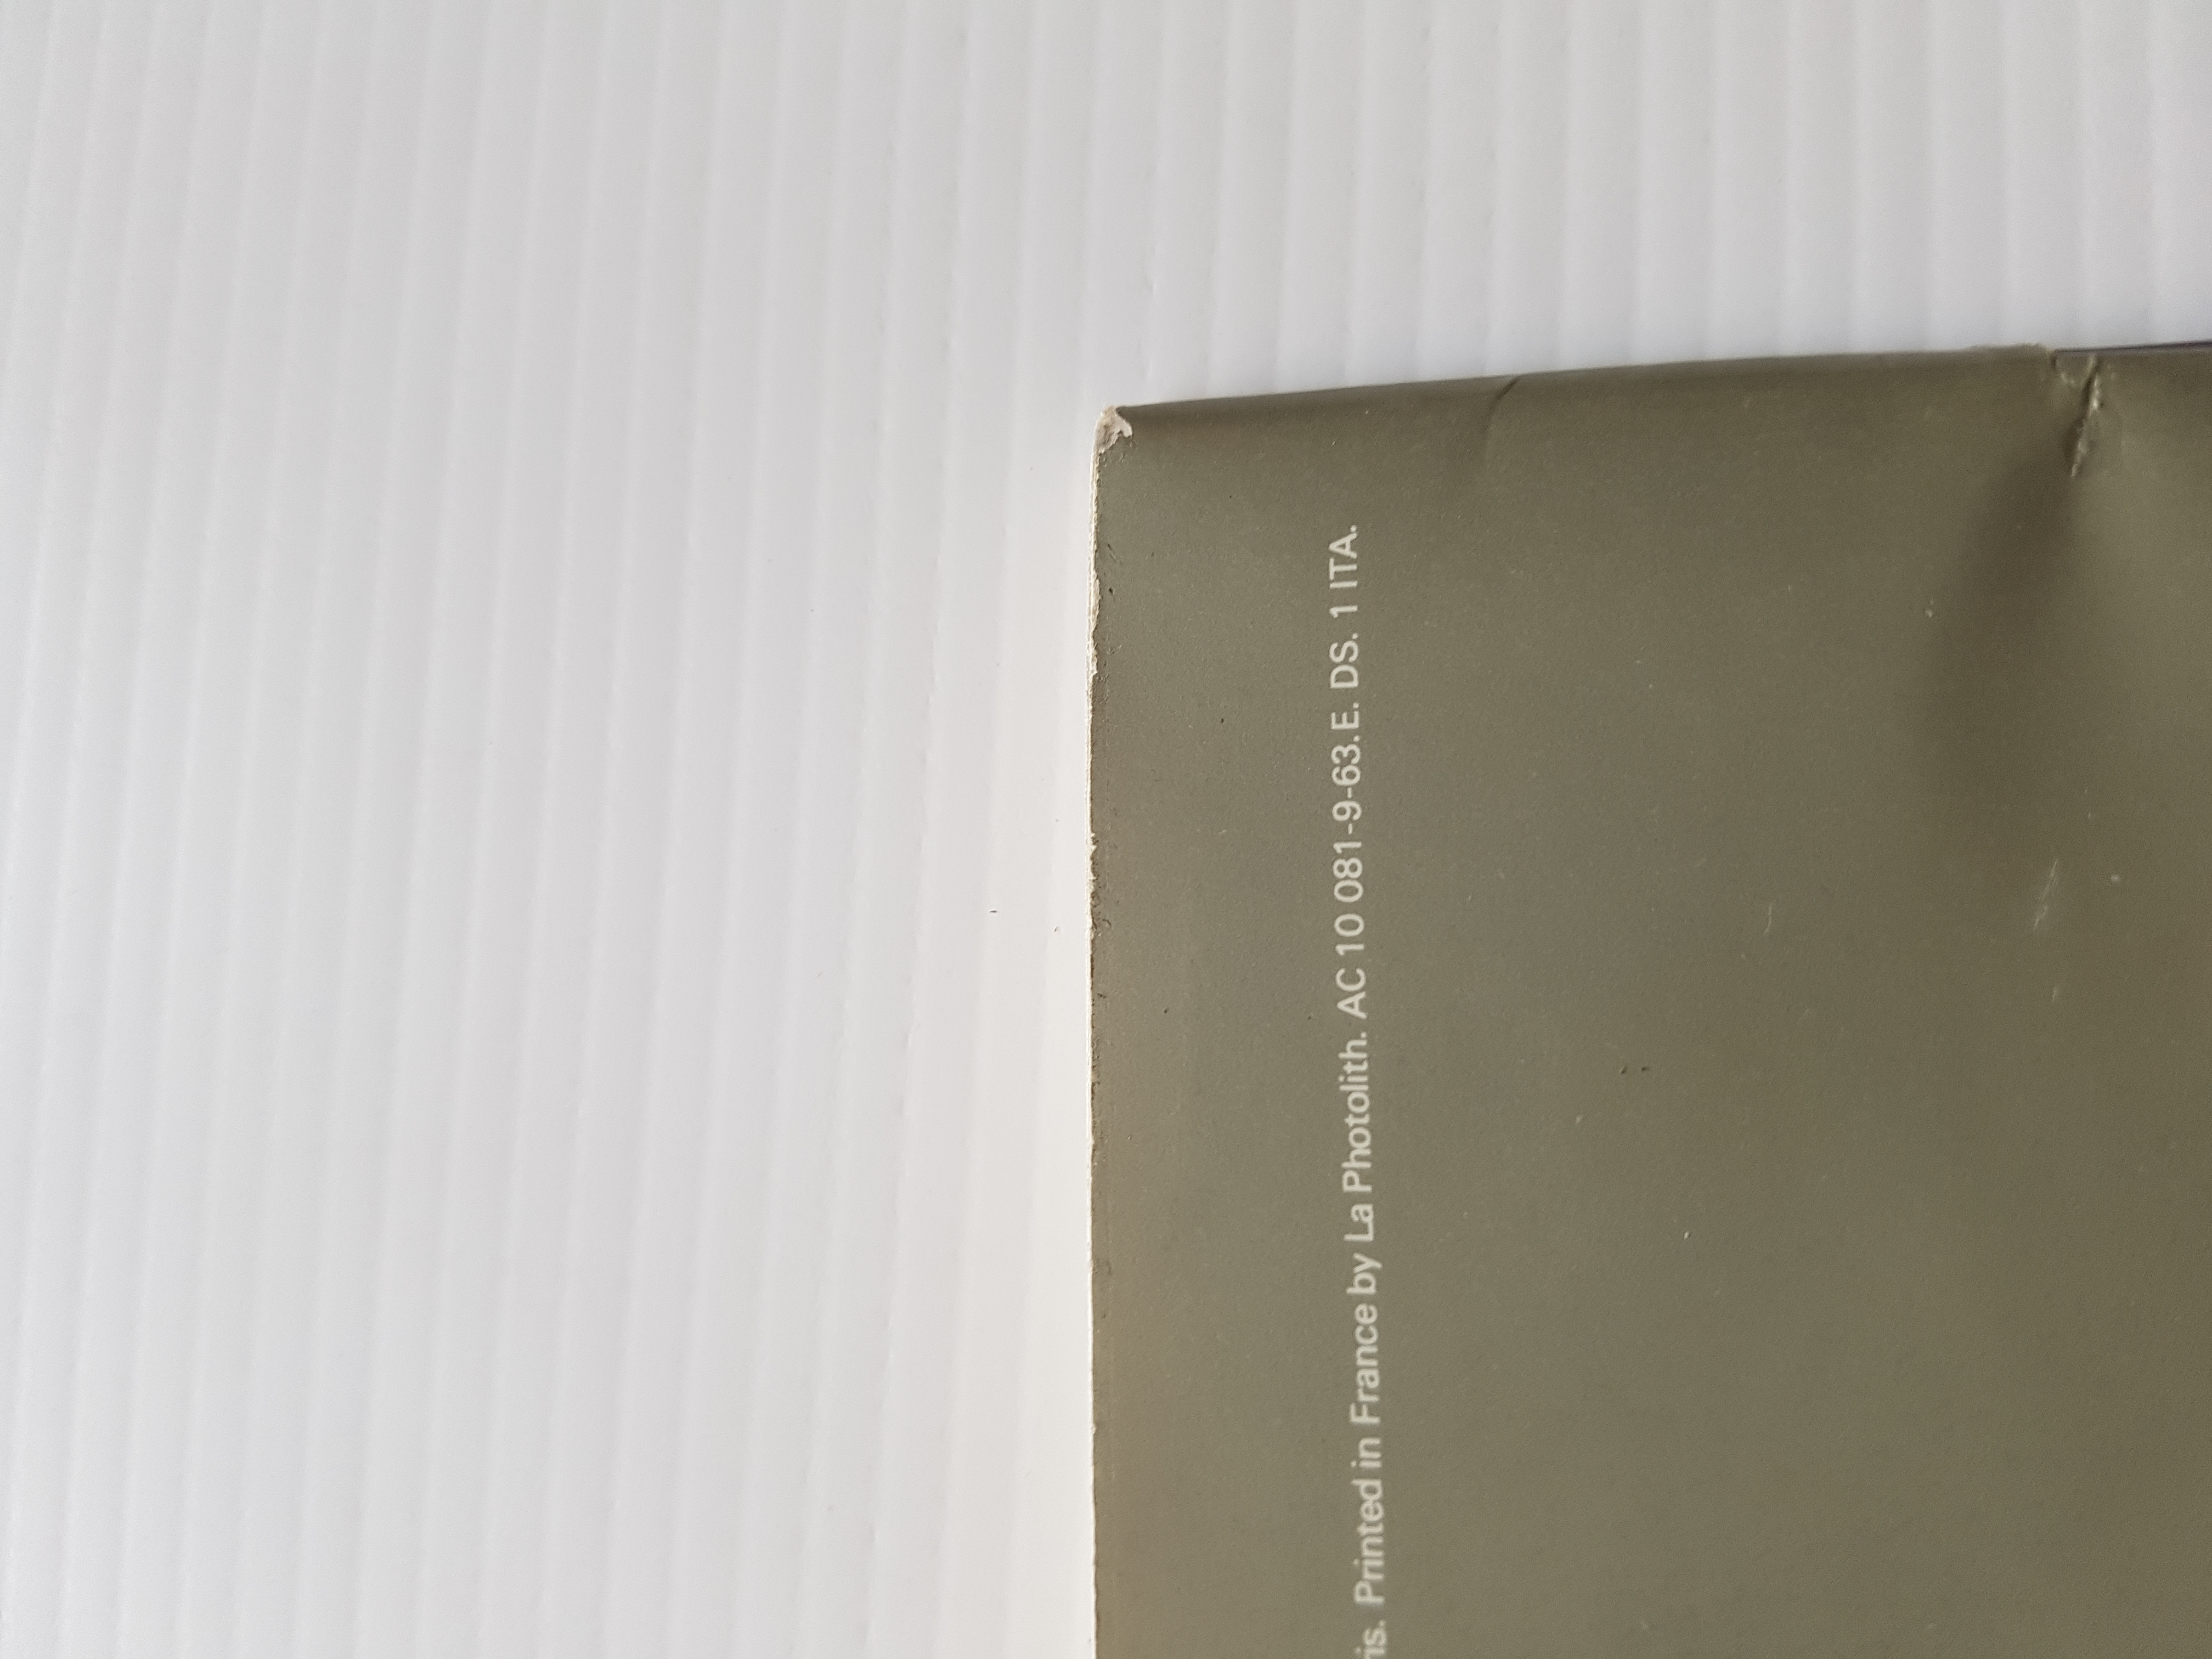 is. Printed in France by La Photolith. AC 10 081-9-63. E. DS. 1 ITA.